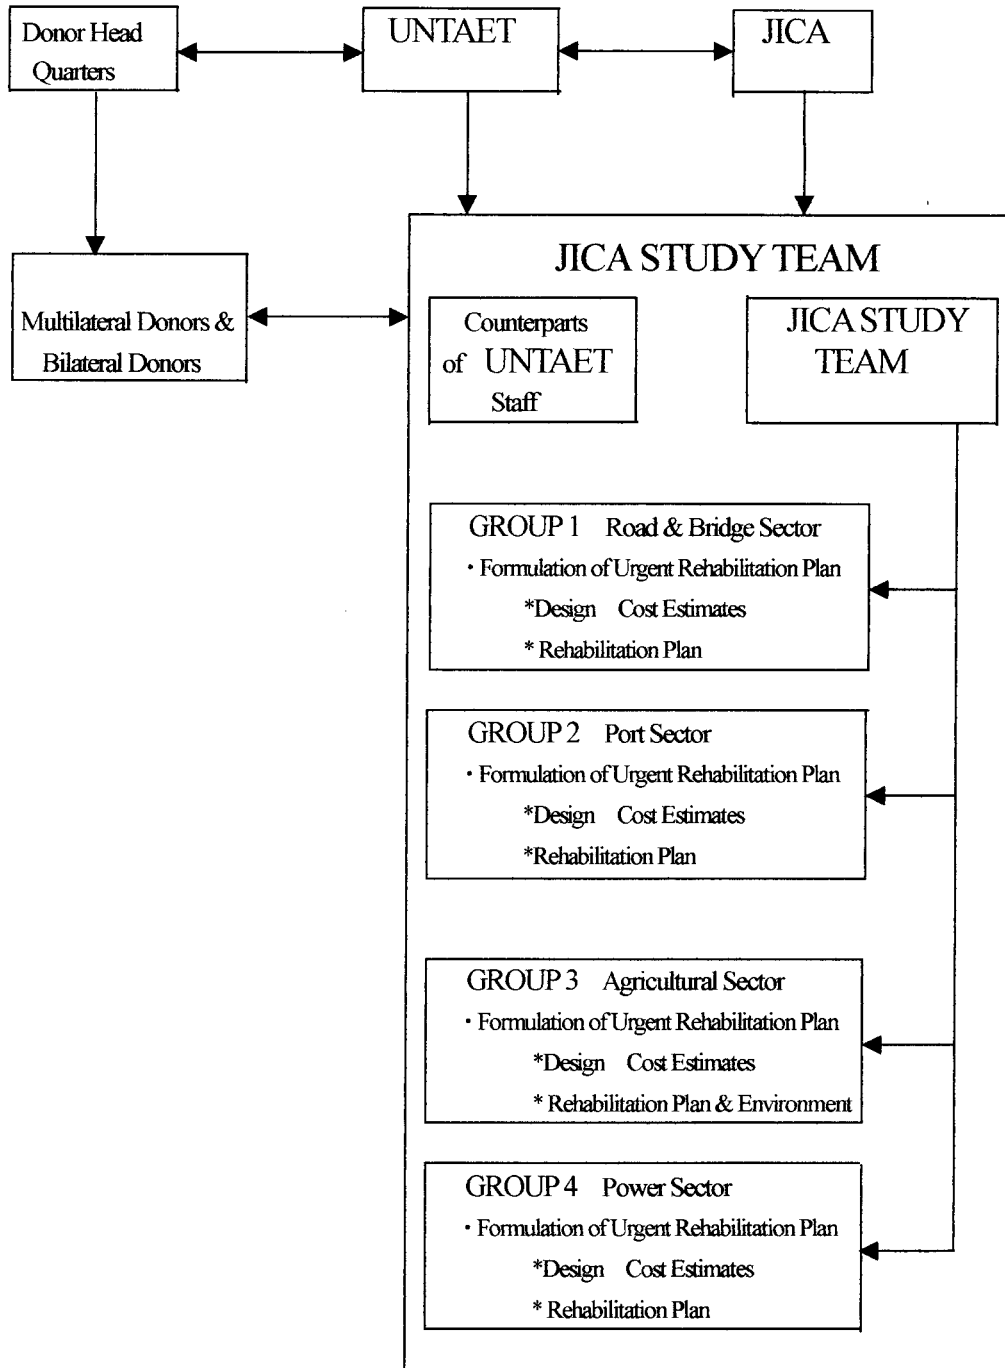 Donor Head
Quarters
UNTAET
JICA
Multilateral Donors &
Bilateral Donors
JICA STUDY TEAM
Counterparts
of UNTAET
Staff
JICA STUDY
TEAM
GROUP 1 Road & Bridge Sector
・Formulation of Urgent Rehabilitation Plan
*Design Cost Estimates
* Rehabilitation Plan
GROUP 2 Port Sector
・Formulation of Urgent Rehabilitation Plan
*Design Cost Estimates
*Rehabilitation Plan
GROUP 3 Agricultural Sector
・Formulation of Urgent Rehabilitation Plan
*Design Cost Estimates
* Rehabilitation Plan & Environment
GROUP 4 Power Sector
・Formulation of Urgent Rehabilitation Plan
*Design Cost Estimates
* Rehabilitation Plan